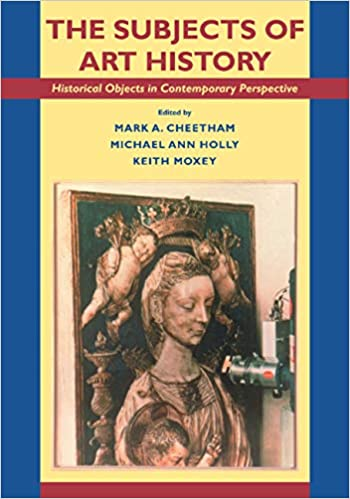 THE SUBJECTS OF
ART HISTORY
Historical Objects in Contemporary Perspective
Edited by
MARK A. CHEETHAM
MICHAEL ANN HOLLY
KEITH MOXEY